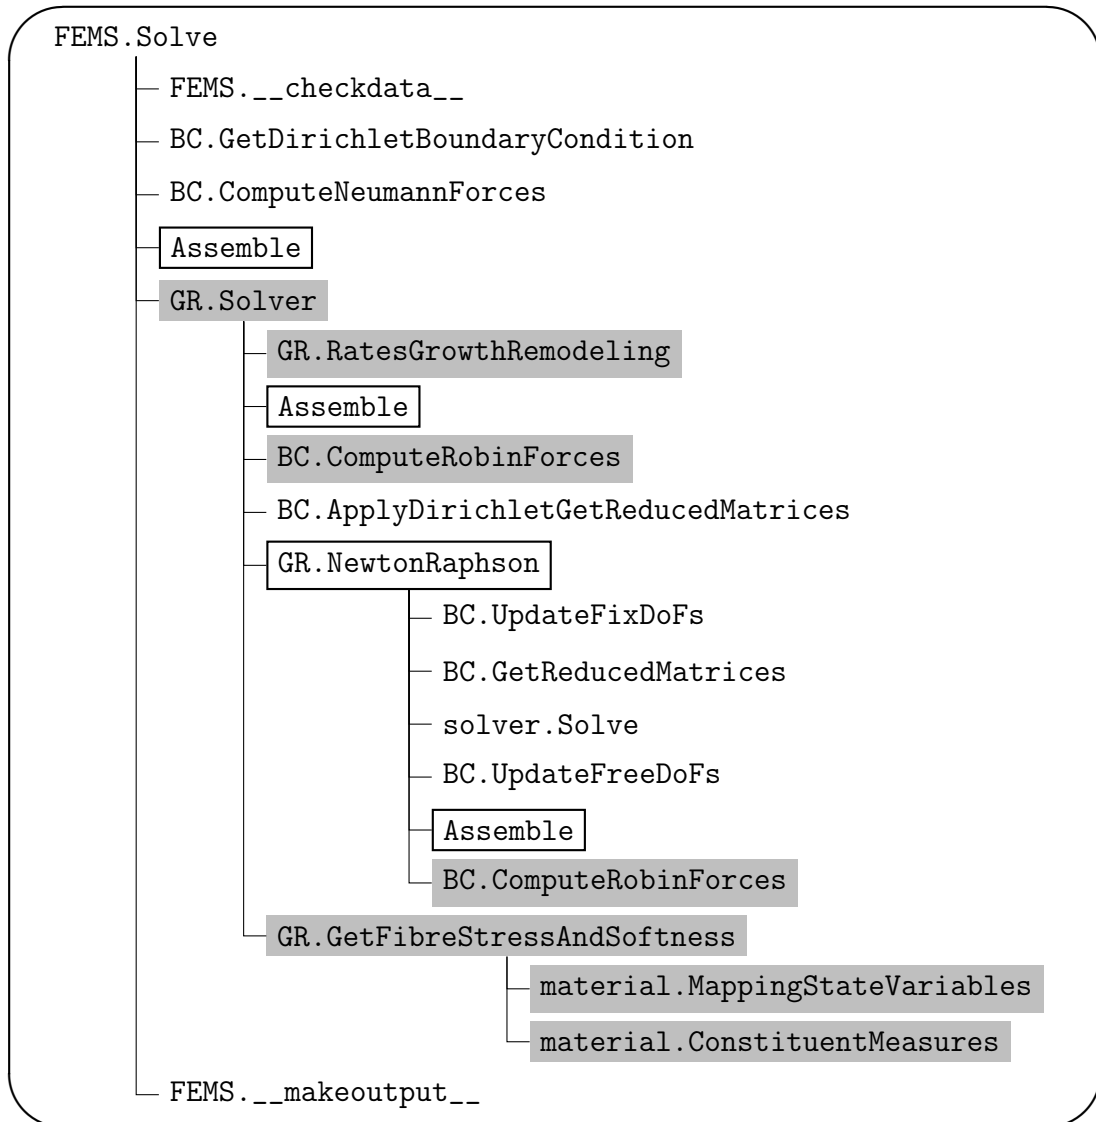 FEMS.Solve
FEMS.__checkdata__
BC.GetDirichletBoundaryCondition
BC.ComputeNeumannForces
Assemble
GR.Solver
GR.RatesGrowthRemodeling
Assemble
BC.ComputeRobinForces
BC.ApplyDirichletGetReducedMatrices
GR.NewtonRaphson
BC.UpdateFixDoFs
BC.GetReducedMatrices
solver.Solve
BC.UpdateFreeDoFs
Assemble
BC.ComputeRobinForces
GR.GetFibreStressAndSoftness
material.MappingStateVariables
material.ConstituentMeasures
FEMS.__makeoutput__